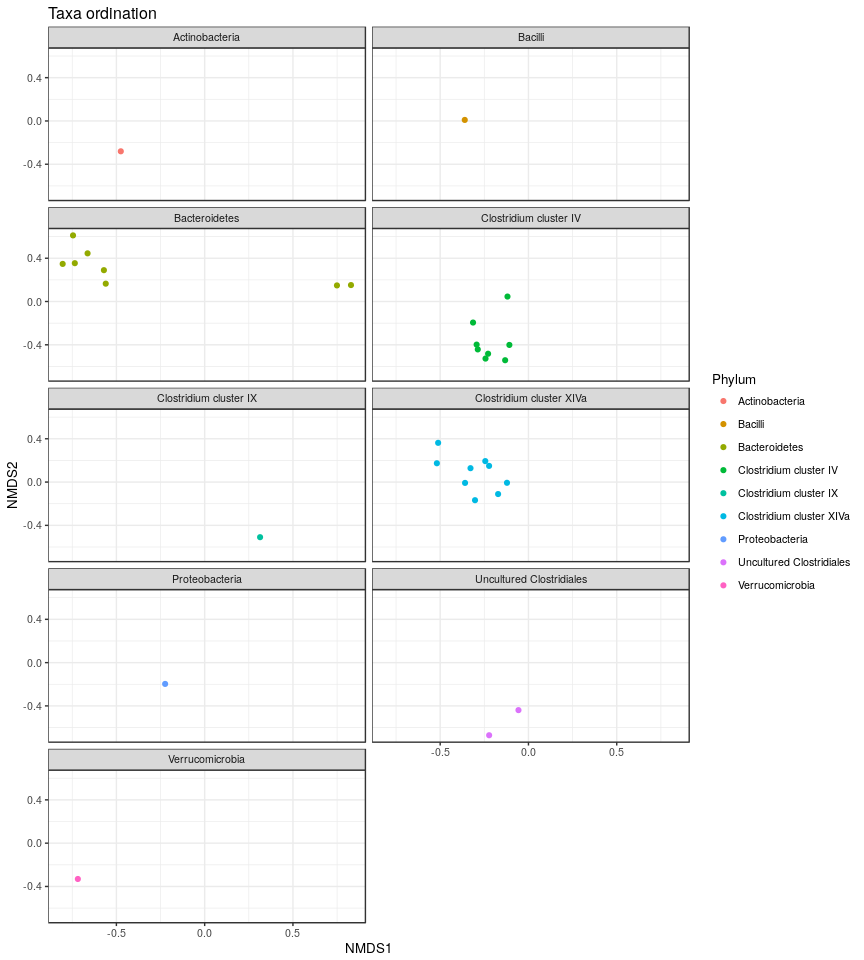 Taxa ordination
Actinobacteria
Bacilli
0.4
0.0
-0.4
Bacteroidetes
Clostridium cluster IV
0.4
0.0
-0.4
Clostridium cluster IX
Clostridium cluster XIVa
0.4
0.0
-0.4
Proteobacteria
Uncultured Clostridiales
0.4
0.0
-0.4
-0.5 0.0 0.5
Verrucomicrobia
0.4
0.0
-0.4
-0.5 0.0 0.5
NMDS1
NMDS2
Phylum
Actinobacteria
Bacilli
Bacteroidetes
Clostridium cluster IV
Clostridium cluster IX
Clostridium cluster XIVa
Proteobacteria
Uncultured Clostridiales
Verrucomicrobia